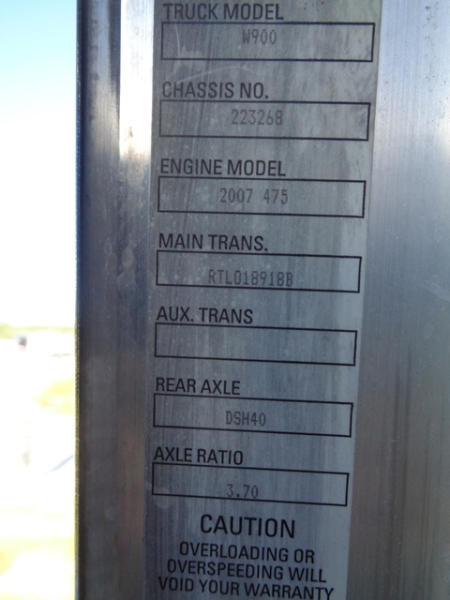 TRUCK MODEL
W900
CHASSIS NO.
223268
ENGINE MODEL
2007 475
MAIN TRANS.
RTLO18918B
AUX. TRANS
REAR AXLE
DSH40
AXLE RATIO
3.70
CAUTION
OVERLOADING OR
OVERSPEEDING WILL
VOID YOUR WARRANTY